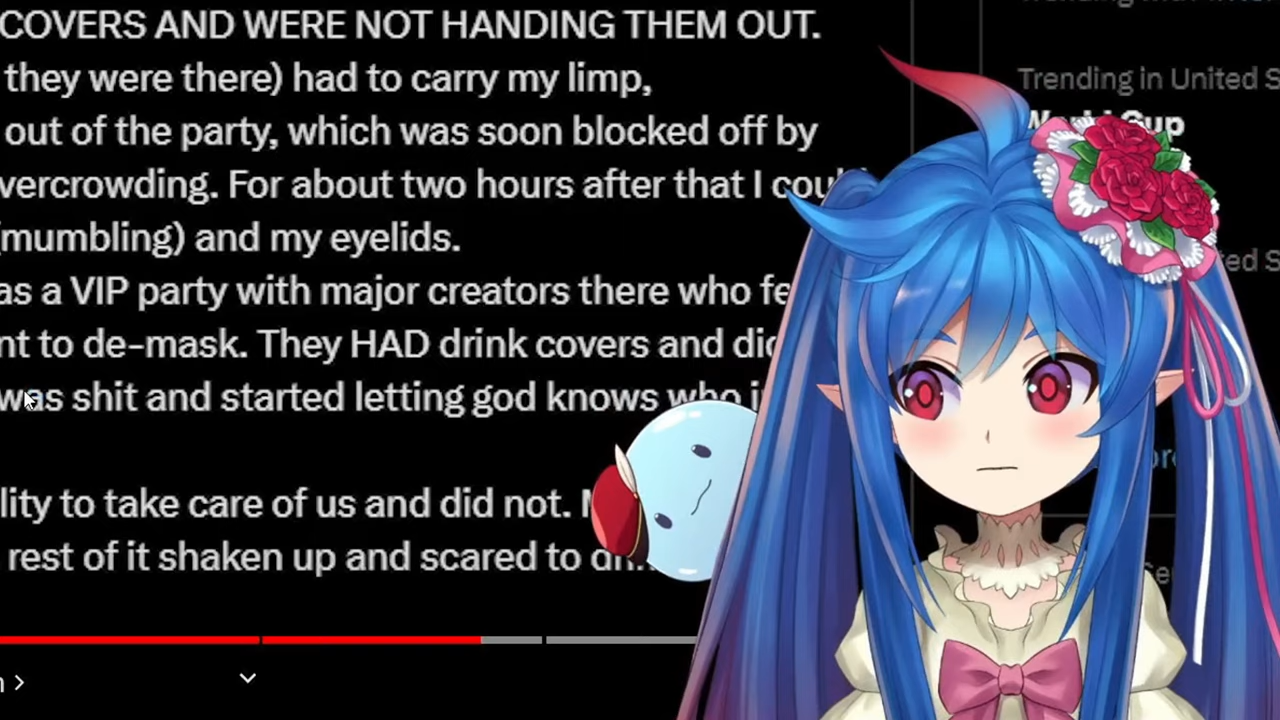 COVERS AND WERE NOT HANDING THEM OUT.
they were there) had to carry my limp,
out of the party, which was soon blocked off by
vercrowding. For about two hours after that I
(mumbling) and my eyelids.
as a VIP party with major creators there who
nt to de-mask. They HAD drink covers and
was shit and started letting god knows who
lity to take care of us and did not.
rest of it shaken up and scared to
Trending in United S
World Cup
ted S